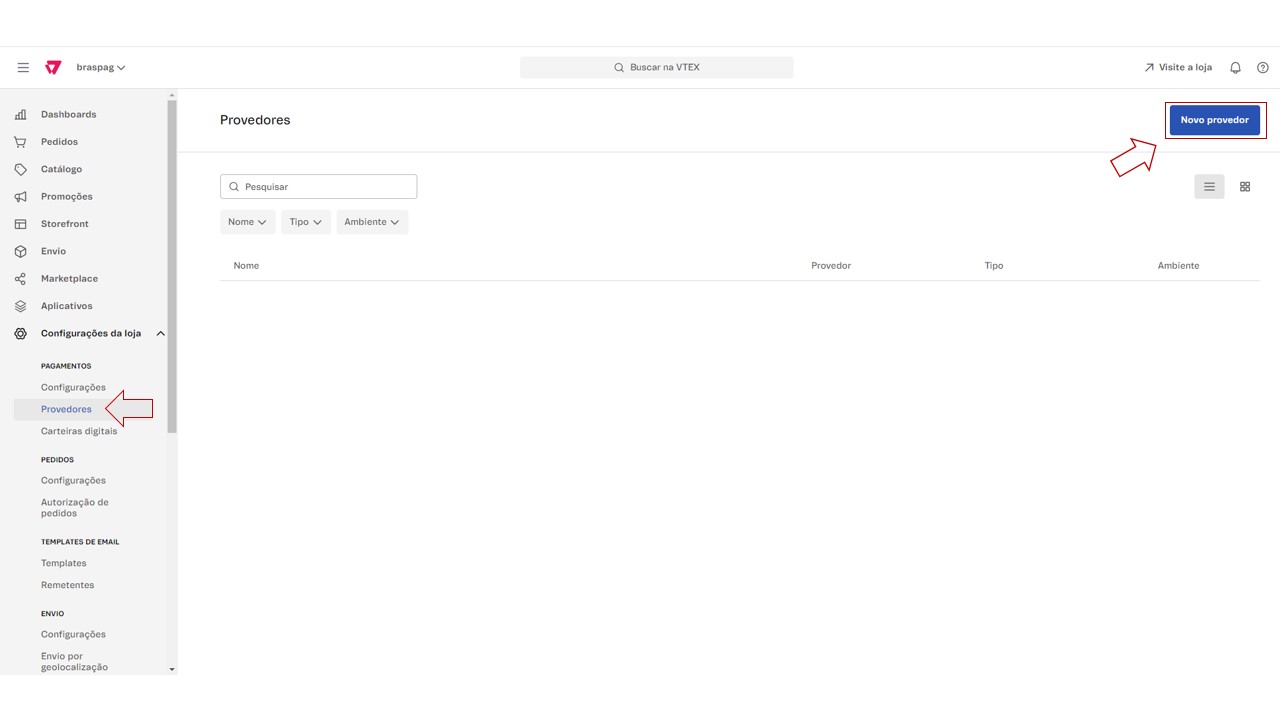 braspag
Buscar na VTEX
Visite a loja
Dashboards
Pedidos
Catálogo
Promoções
Storefront
Envio
Marketplace
Aplicativos
Configurações da loja
PAGAMENTOS
Configurações
Provedores
Carteiras digitais
PEDIDOS
Configurações
Autorização de
pedidos
TEMPLATES DE EMAIL
Templates
Remetentes
ENVIO
Configurações
Envio por
geolocalização
Provedores
Novo provedor
Pesquisar
Nome
Tipo
Ambiente
Nome
Provedor
Tipo
Ambiente